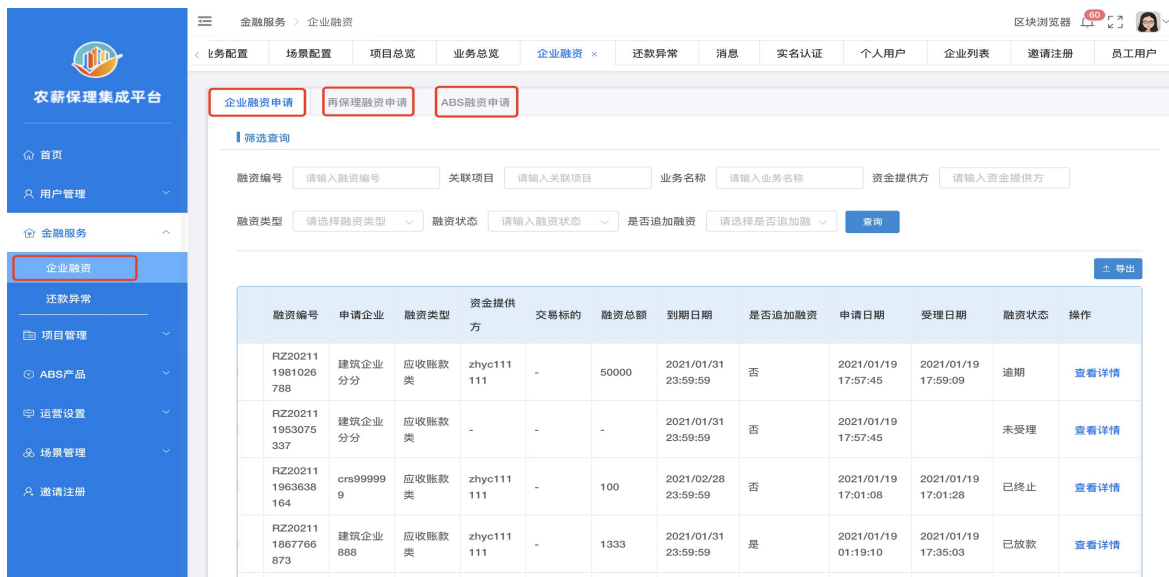 金融服务 > 企业融资
区块浏览器 60
农薪保理集成平台
业务配置 场景配置 项目总览 业务总览 企业融资 × 还款异常 消息 实名认证 个人用户 企业列表 邀请注册 员工用户
首页
用户管理
金融服务
企业融资
还款异常
项目管理
ABS产品
运营设置
场景管理
邀请注册
企业融资申请 再保理融资申请 ABS融资申请
筛选查询
融资编号 请输入融资编号 关联项目 请输入关联项目 业务名称 请输入业务名称 资金提供方 请输入资金提供方
融资类型 请选择融资类型 融资状态 请输入融资状态 是否追加融资 请选择是否追加融 查询
导出
融资编号 申请企业 融资类型 资金提供方 交易标的 融资总额 到期日期 是否追加融资 申请日期 受理日期 融资状态 操作
RZ202111981026788 建筑企业分分 应收账款类 zhyc111111 - 50000 2021/01/31 23:59:59 否 2021/01/19 17:57:45 2021/01/19 17:59:09 逾期 查看详情
RZ202111953075337 建筑企业分分 应收账款类 - - - 2021/01/31 23:59:59 否 2021/01/19 17:57:45 未受理 查看详情
RZ202111963638164 crs999999 应收账款类 zhyc111111 - 100 2021/02/28 23:59:59 否 2021/01/19 17:01:08 2021/01/19 17:01:28 已终止 查看详情
RZ202111867766873 建筑企业888 应收账款类 zhyc111111 - 1333 2021/01/31 23:59:59 是 2021/01/19 01:19:10 2021/01/19 17:35:03 已放款 查看详情